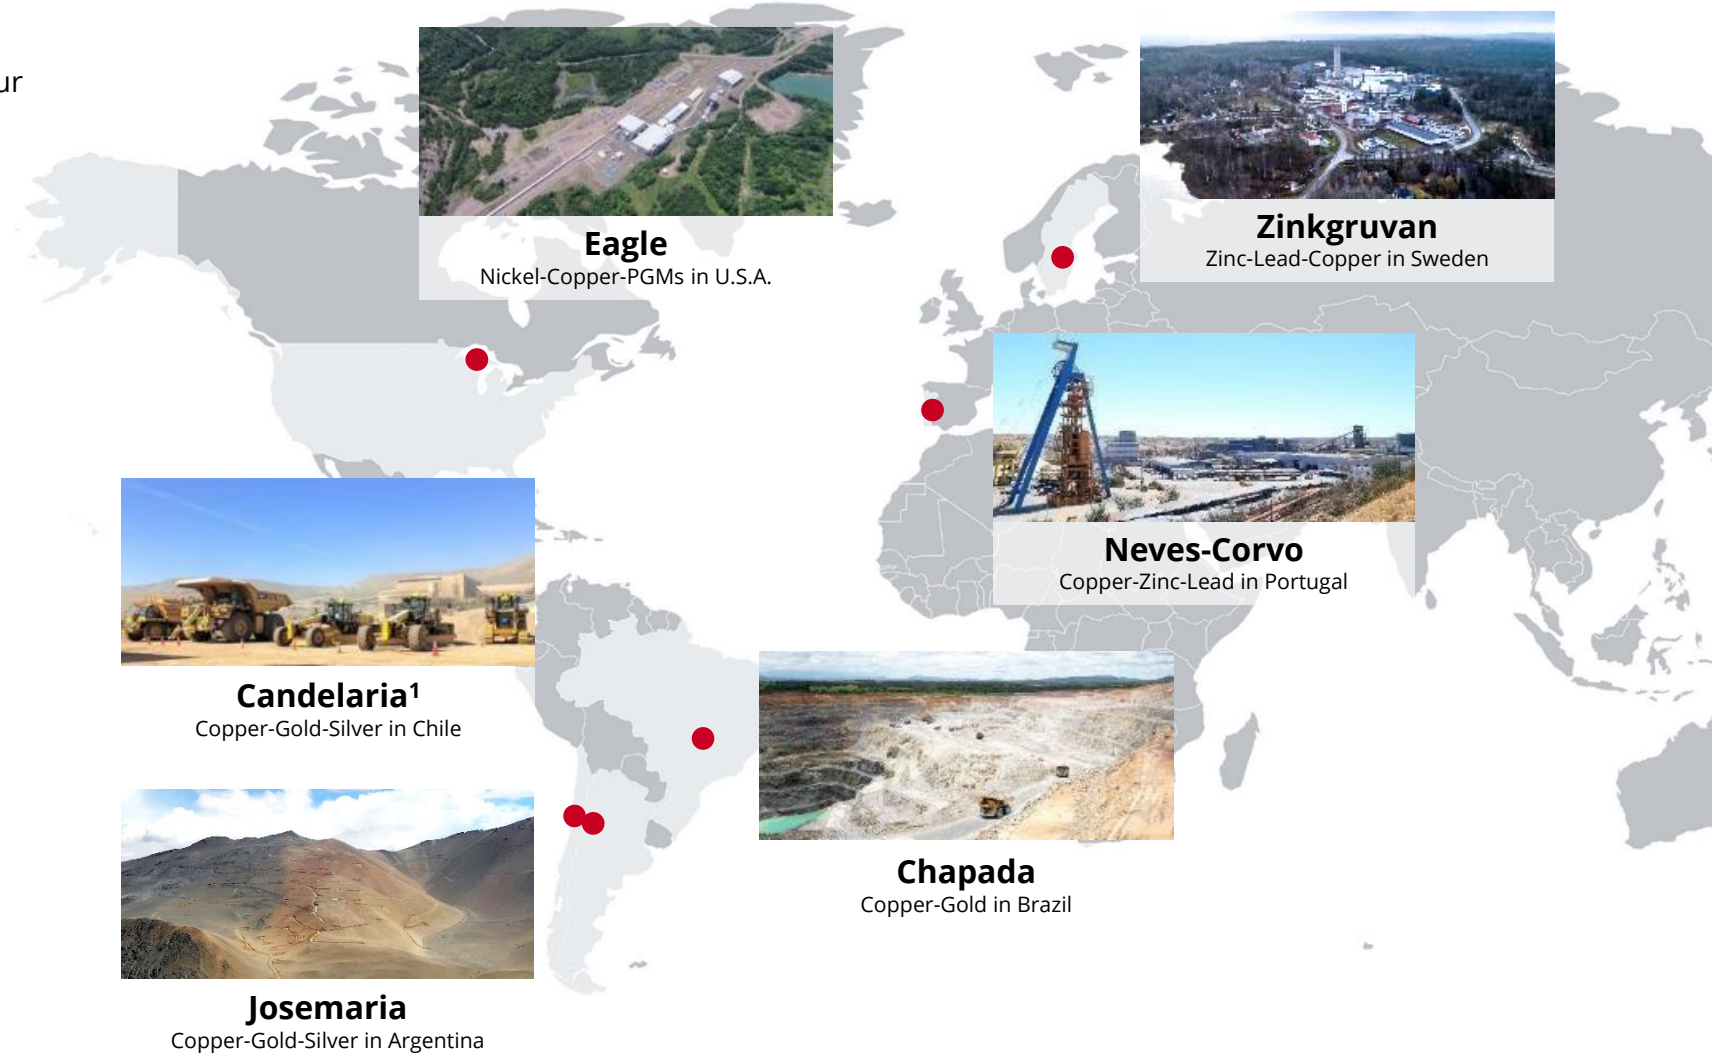 ur
Eagle
Nickel-Copper-PGMs in U.S.A.
Zinkgruvan
Zinc-Lead-Copper in Sweden
Neves-Corvo
Copper-Zinc-Lead in Portugal
Candelaria¹
Copper-Gold-Silver in Chile
Chapada
Copper-Gold in Brazil
Josemaria
Copper-Gold-Silver in Argentina